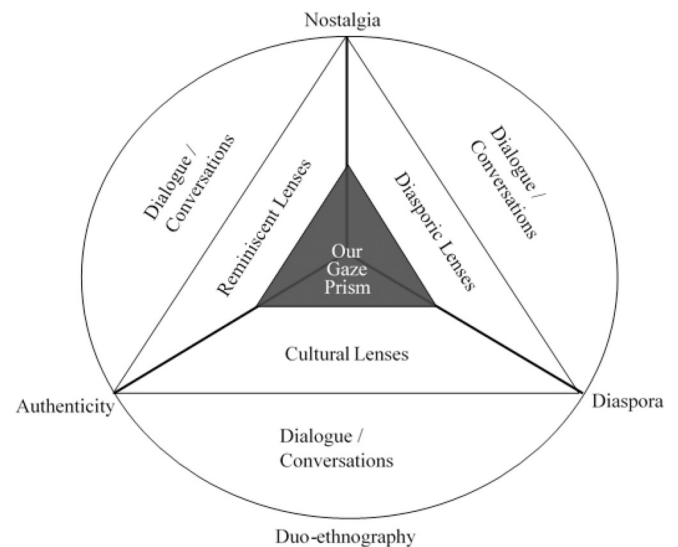 Nostalgia
Dialogue /
Conversations
Dialogue /
Conversations
Reminiscent Lenses
Diasporic Lenses
Our
Gaze
Prism
Cultural Lenses
Authenticity
Diaspora
Dialogue /
Conversations
Duo-ethnography